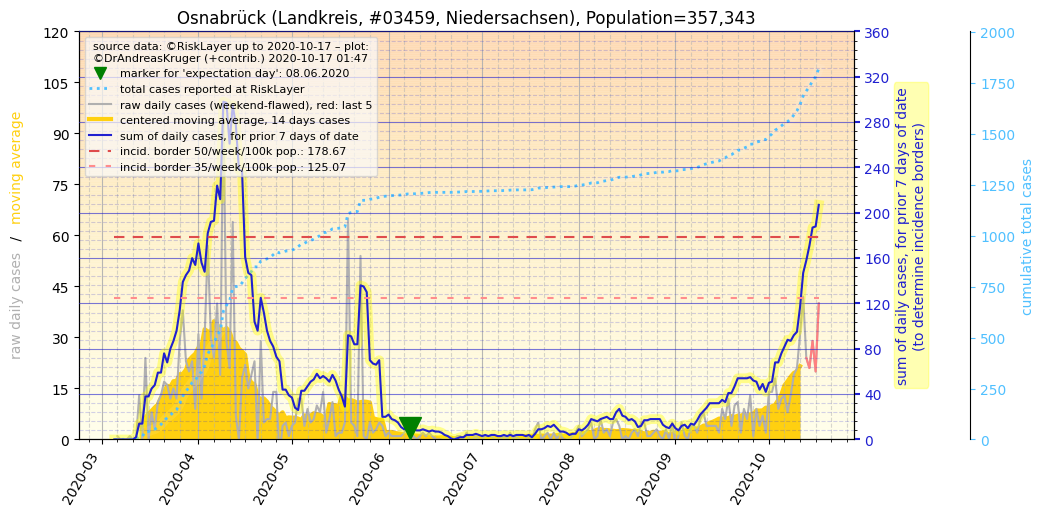 Osnabrück (Landkreis, #03459, Niedersachsen), Population=357,343
source data: ©RiskLayer up to 2020-10-17 – plot:
©DrAndreasKruger (+contrib.) 2020-10-17 01:47
marker for 'expectation day': 08.06.2020
total cases reported at RiskLayer
raw daily cases (weekend-flawed), red: last 5
centered moving average, 14 days cases
sum of daily cases, for prior 7 days of date
incid. border 50/week/100k pop.: 178.67
incid. border 35/week/100k pop.: 125.07
raw daily cases / moving average
120
105
90
75
60
45
30
15
0
2020-03
2020-04
2020-05
2020-06
2020-07
2020-08
2020-09
2020-10
360
320
280
240
200
160
120
80
40
0
sum of daily cases, for prior 7 days of date
(to determine incidence borders)
2000
1750
1500
1250
1000
750
500
250
0
cumulative total cases